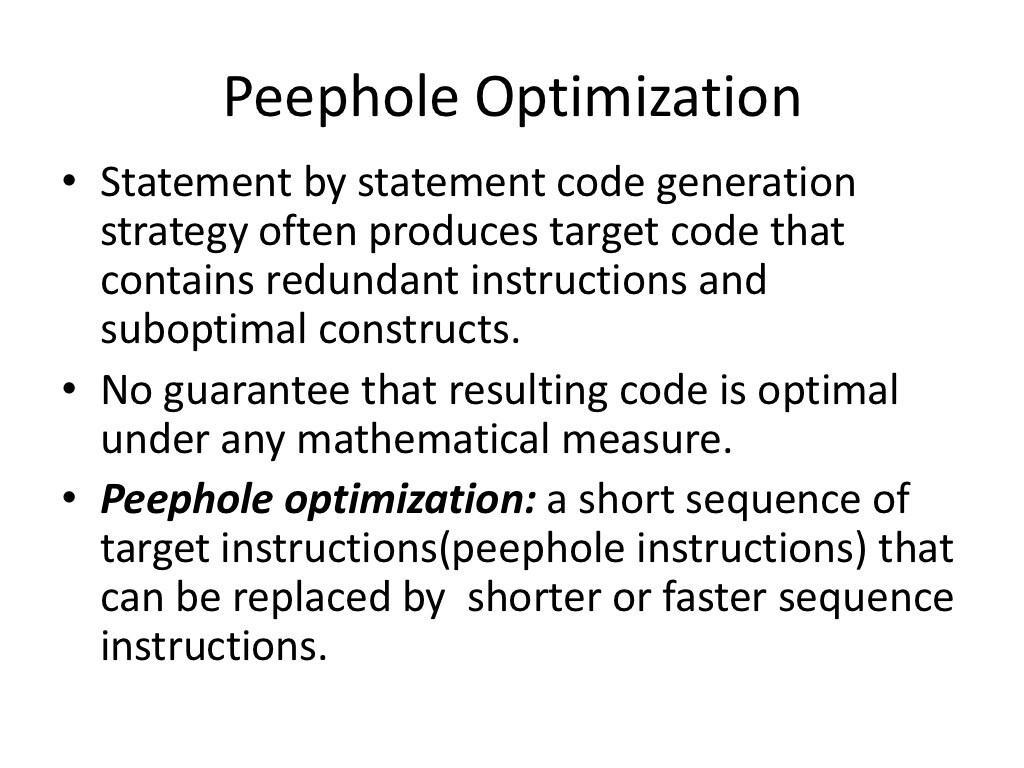 Peephole Optimization
• Statement by statement code generation
strategy often produces target code that
contains redundant instructions and
suboptimal constructs.
• No guarantee that resulting code is optimal
under any mathematical measure.
• Peephole optimization: a short sequence of
target instructions(peephole instructions) that
can be replaced by  shorter or faster sequence
instructions.